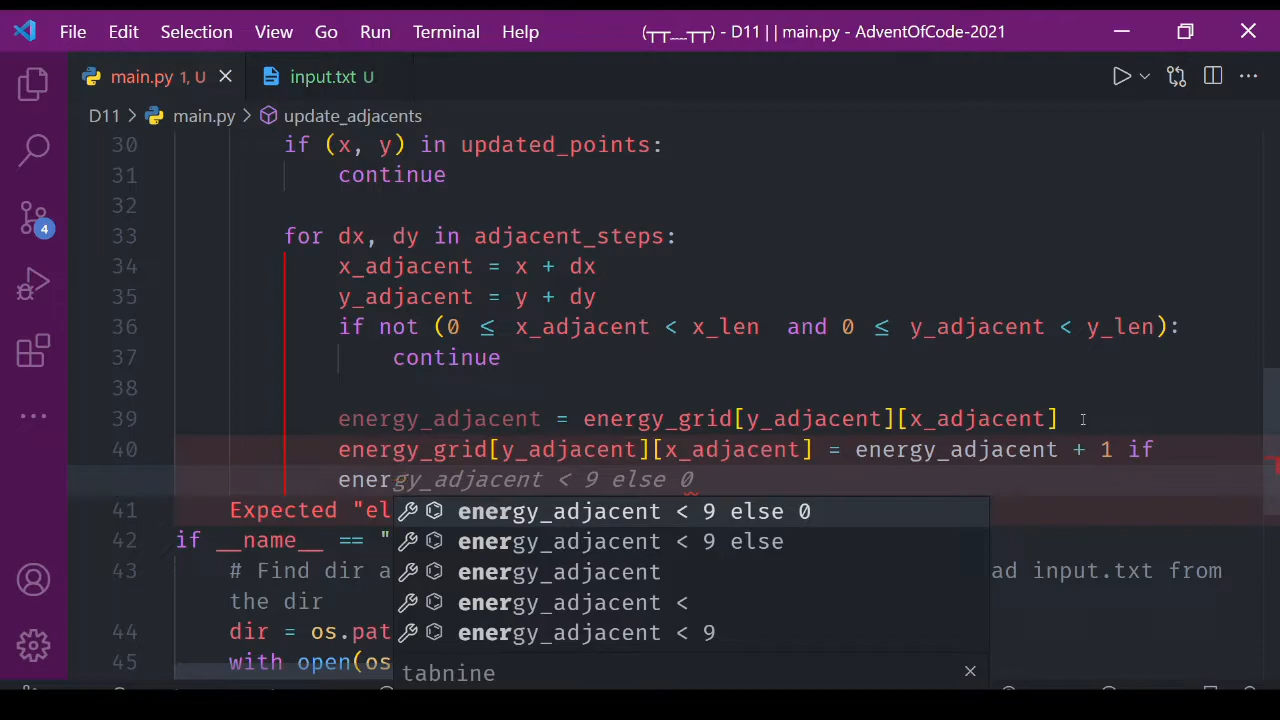 File Edit Selection View Go Run Terminal Help (┬┬﹏┬┬) - D11 | | main.py - AdventOfCode-2021
main.py 1, U input.txt U
D11 > main.py > update_adjacents
30 if (x, y) in updated_points:
31 continue
32
33 for dx, dy in adjacent_steps:
34 x_adjacent = x + dx
35 y_adjacent = y + dy
36 if not (0 ≤ x_adjacent < x_len and 0 ≤ y_adjacent < y_len):
37 continue
38
39 energy_adjacent = energy_grid[y_adjacent][x_adjacent]
40 energy_grid[y_adjacent][x_adjacent] = energy_adjacent + 1 if
energy_adjacent < 9 else 0
41 Expected "el
energy_adjacent < 9 else 0
42 if __name__ == "
energy_adjacent < 9 else
43 # Find dir a
energy_adjacent
ad input.txt from
the dir
energy_adjacent <
44 dir = os.pat
energy_adjacent < 9
45 with open(os
tabnine
4